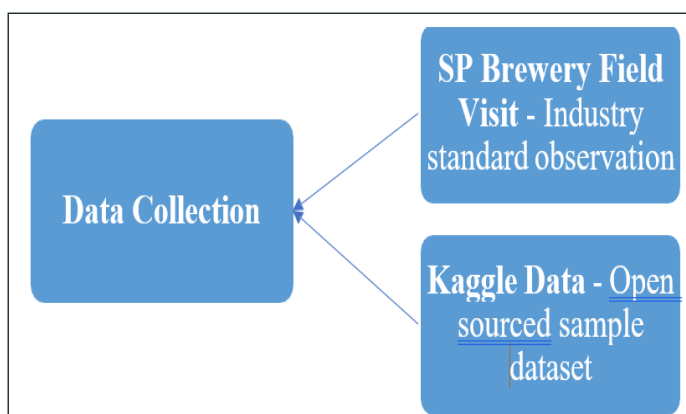 Data Collection
SP Brewery Field
Visit - Industry
standard observation
Kaggle Data - Open
sourced sample
dataset